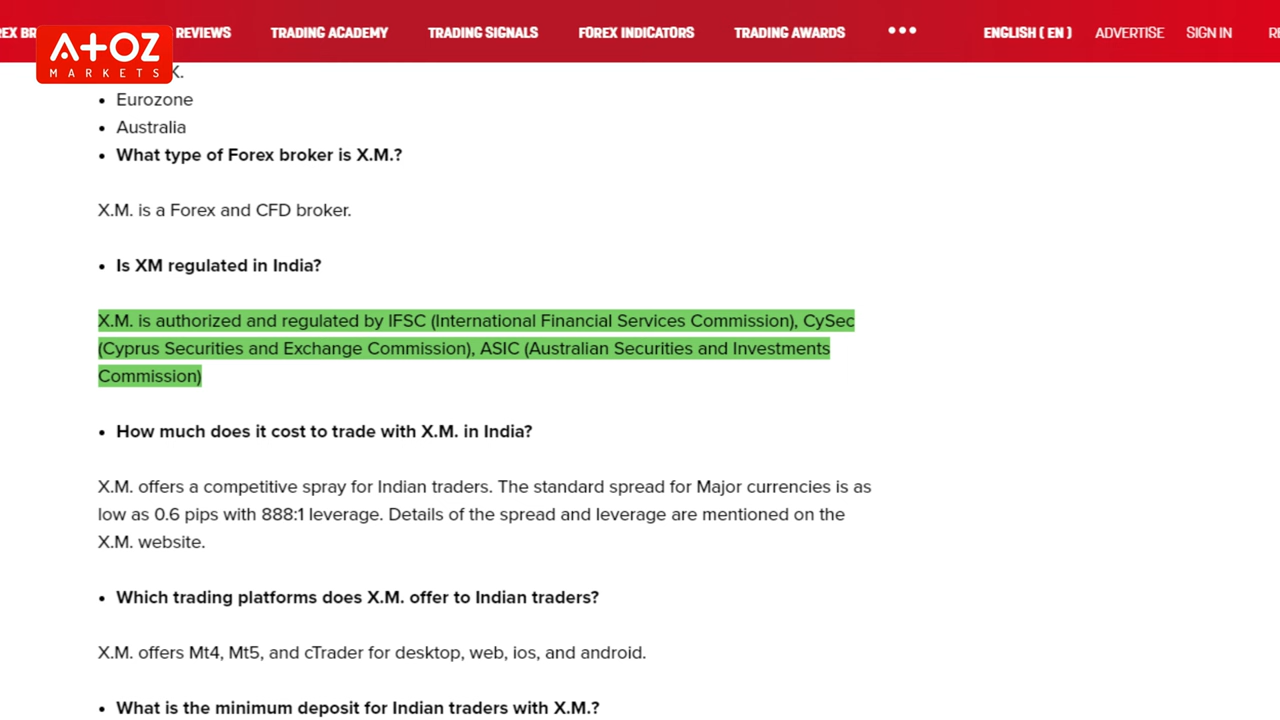 EX BR
REVIEWS
TRADING ACADEMY
TRADING SIGNALS
FOREX INDICATORS
TRADING AWARDS
ENGLISH ( EN )
ADVERTISE
SIGN IN
A+OZ
MARKETS
X.
• Eurozone
• Australia
• What type of Forex broker is X.M.?
X.M. is a Forex and CFD broker.
• Is XM regulated in India?
X.M. is authorized and regulated by IFSC (International Financial Services Commission), CySec
(Cyprus Securities and Exchange Commission), ASIC (Australian Securities and Investments
Commission)
• How much does it cost to trade with X.M. in India?
X.M. offers a competitive spray for Indian traders. The standard spread for Major currencies is as
low as 0.6 pips with 888:1 leverage. Details of the spread and leverage are mentioned on the
X.M. website.
• Which trading platforms does X.M. offer to Indian traders?
X.M. offers Mt4, Mt5, and cTrader for desktop, web, ios, and android.
• What is the minimum deposit for Indian traders with X.M.?